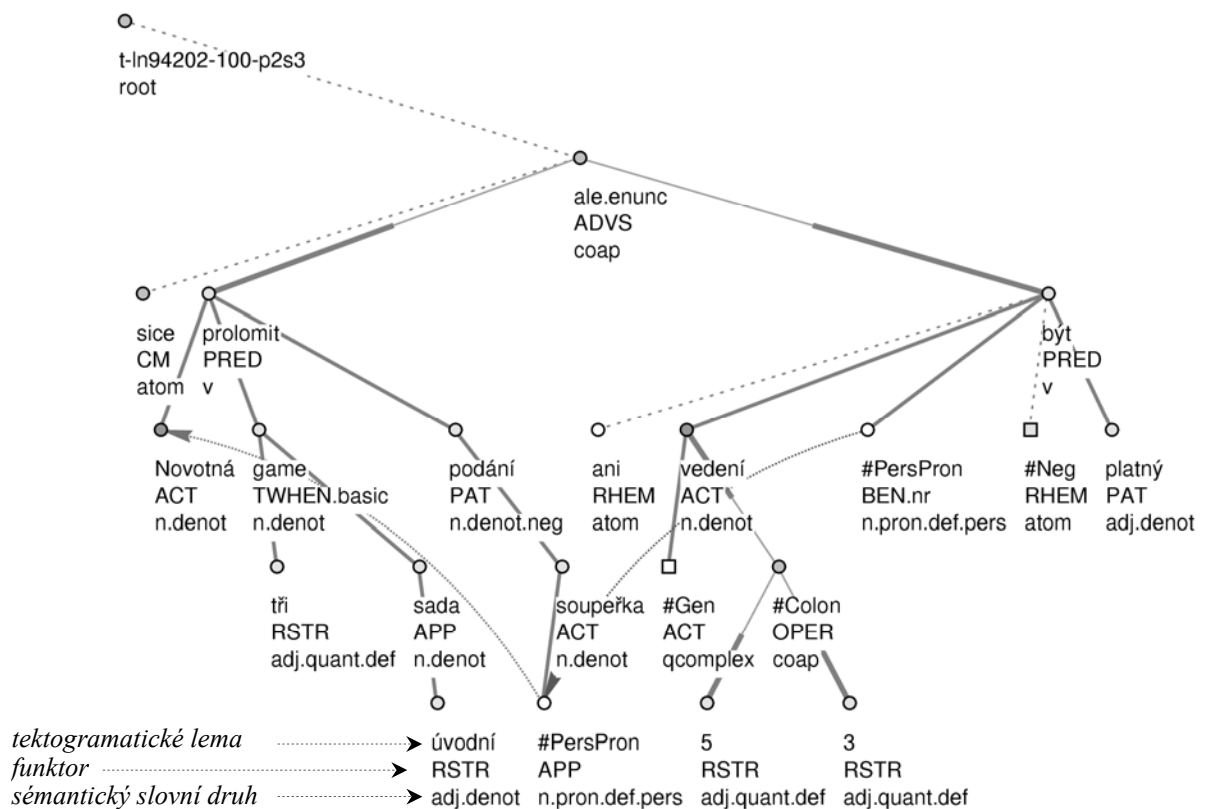 t-ln94202-100-p2s3
root
ale.enunc
ADVS
coap
sice prolomit být
CM PRED PRED
atom v v
Novotná game podání ani vedení #PersPron #Neg platný
ACT TWHEN.basic PAT RHEM ACT BEN.nr RHEM PAT
n.denot n.denot n.denot.neg atom n.denot n.pron.def.pers atom adj.denot
tři sada soupeřka #Gen #Colon
RSTR APP ACT ACT OPER
adj.quant.def n.denot n.denot qcomplex coap
tektogramatické lema úvodní #PersPron 5 3
funktor RSTR APP RSTR RSTR
sémantický slovní druh adj.denot n.pron.def.pers adj.quant.def adj.quant.def